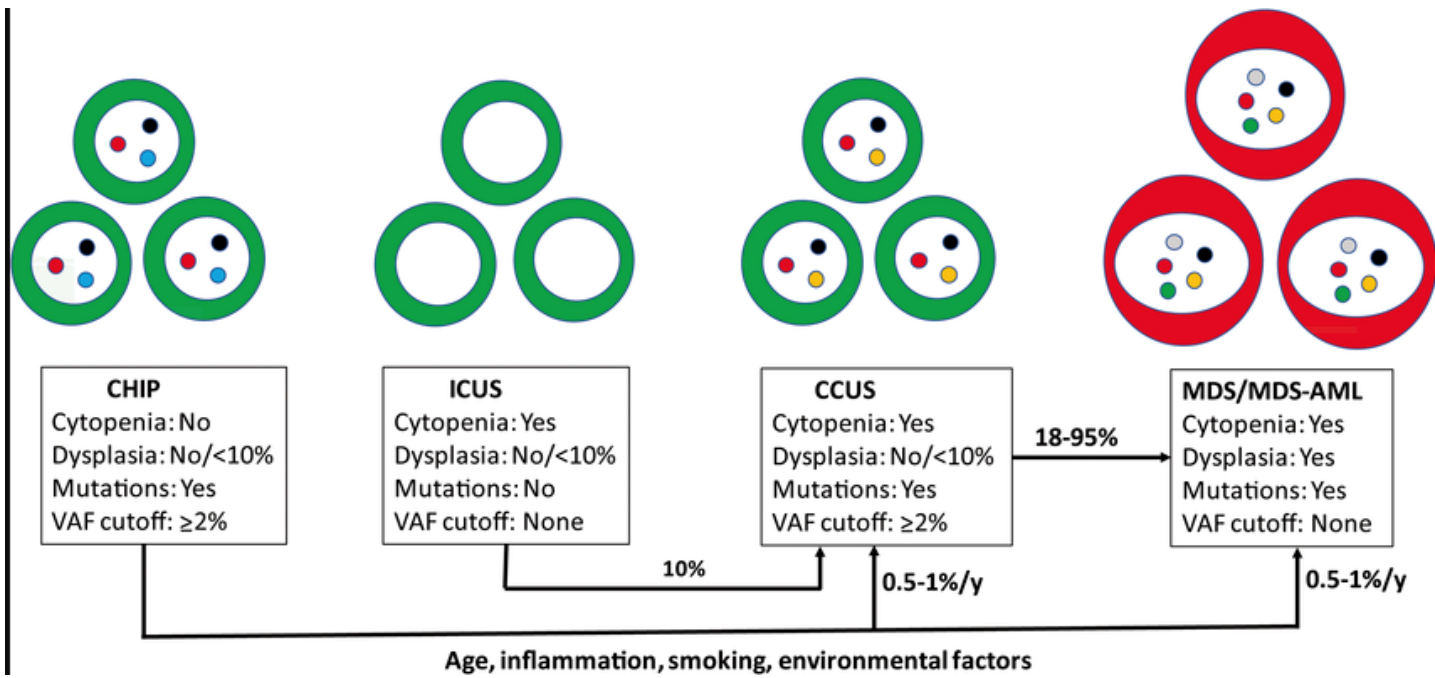 CHIP
Cytopenia: No
Dysplasia: No/<10%
Mutations: Yes
VAF cutoff: ≥2%
ICUS
Cytopenia: Yes
Dysplasia: No/<10%
Mutations: No
VAF cutoff: None
CCUS
Cytopenia: Yes
Dysplasia: No/<10%
Mutations: Yes
VAF cutoff: ≥2%
18-95%
MDS/MDS-AML
Cytopenia: Yes
Dysplasia: Yes
Mutations: Yes
VAF cutoff: None
10%
0.5-1%/y
0.5-1%/y
Age, inflammation, smoking, environmental factors